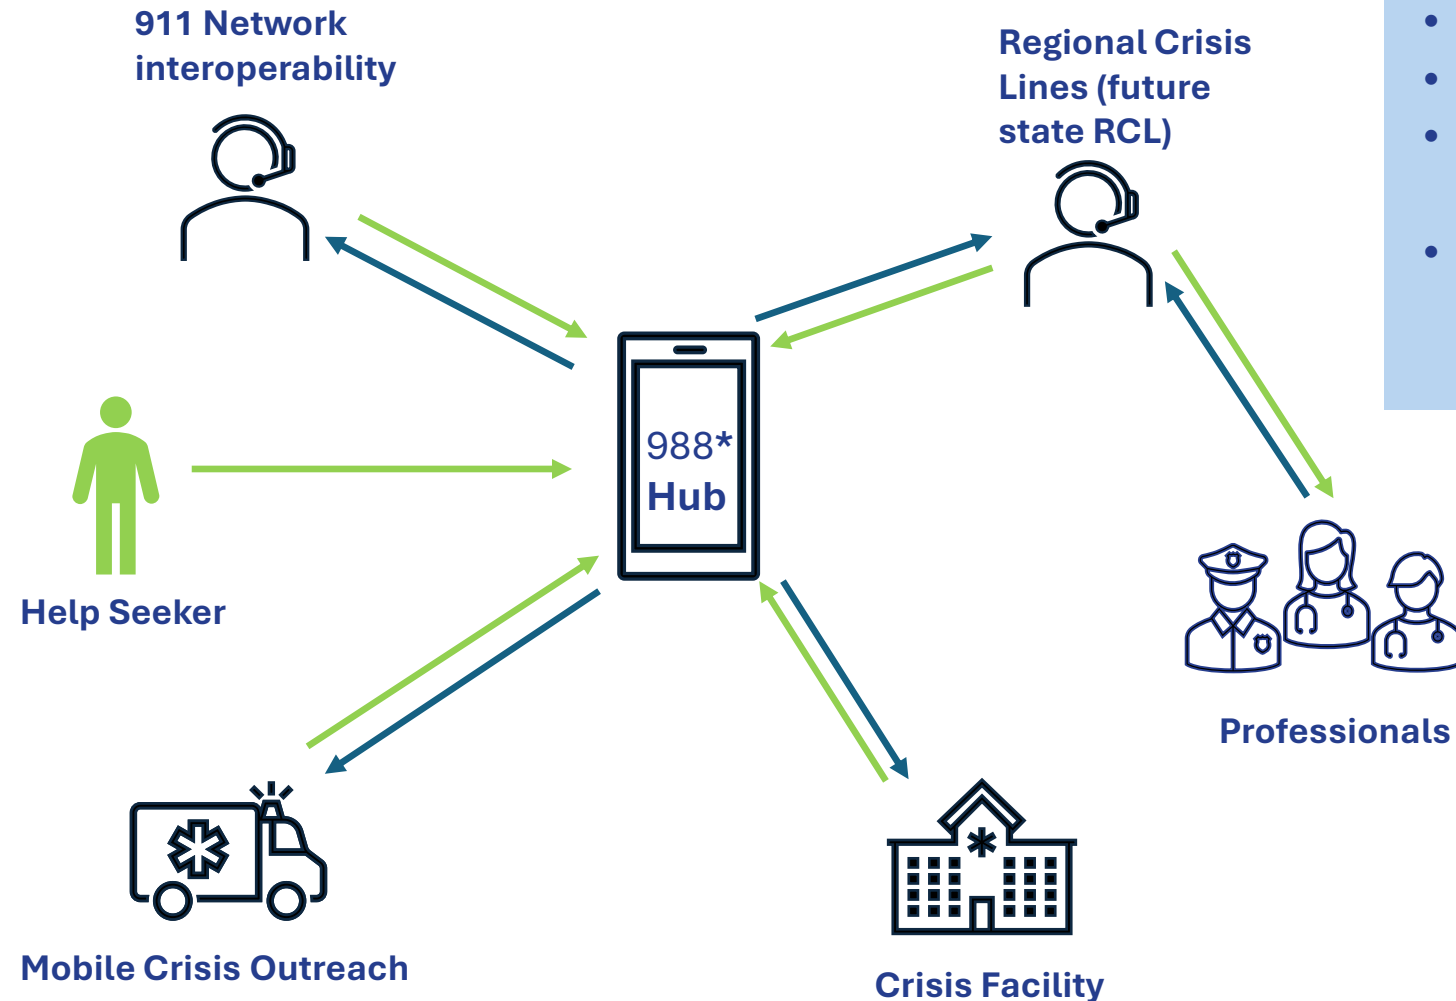 911 Network
interoperability
Regional Crisis
Lines (future
state RCL)
988*
Hub
Help Seeker
Professionals
Mobile Crisis Outreach
Crisis Facility